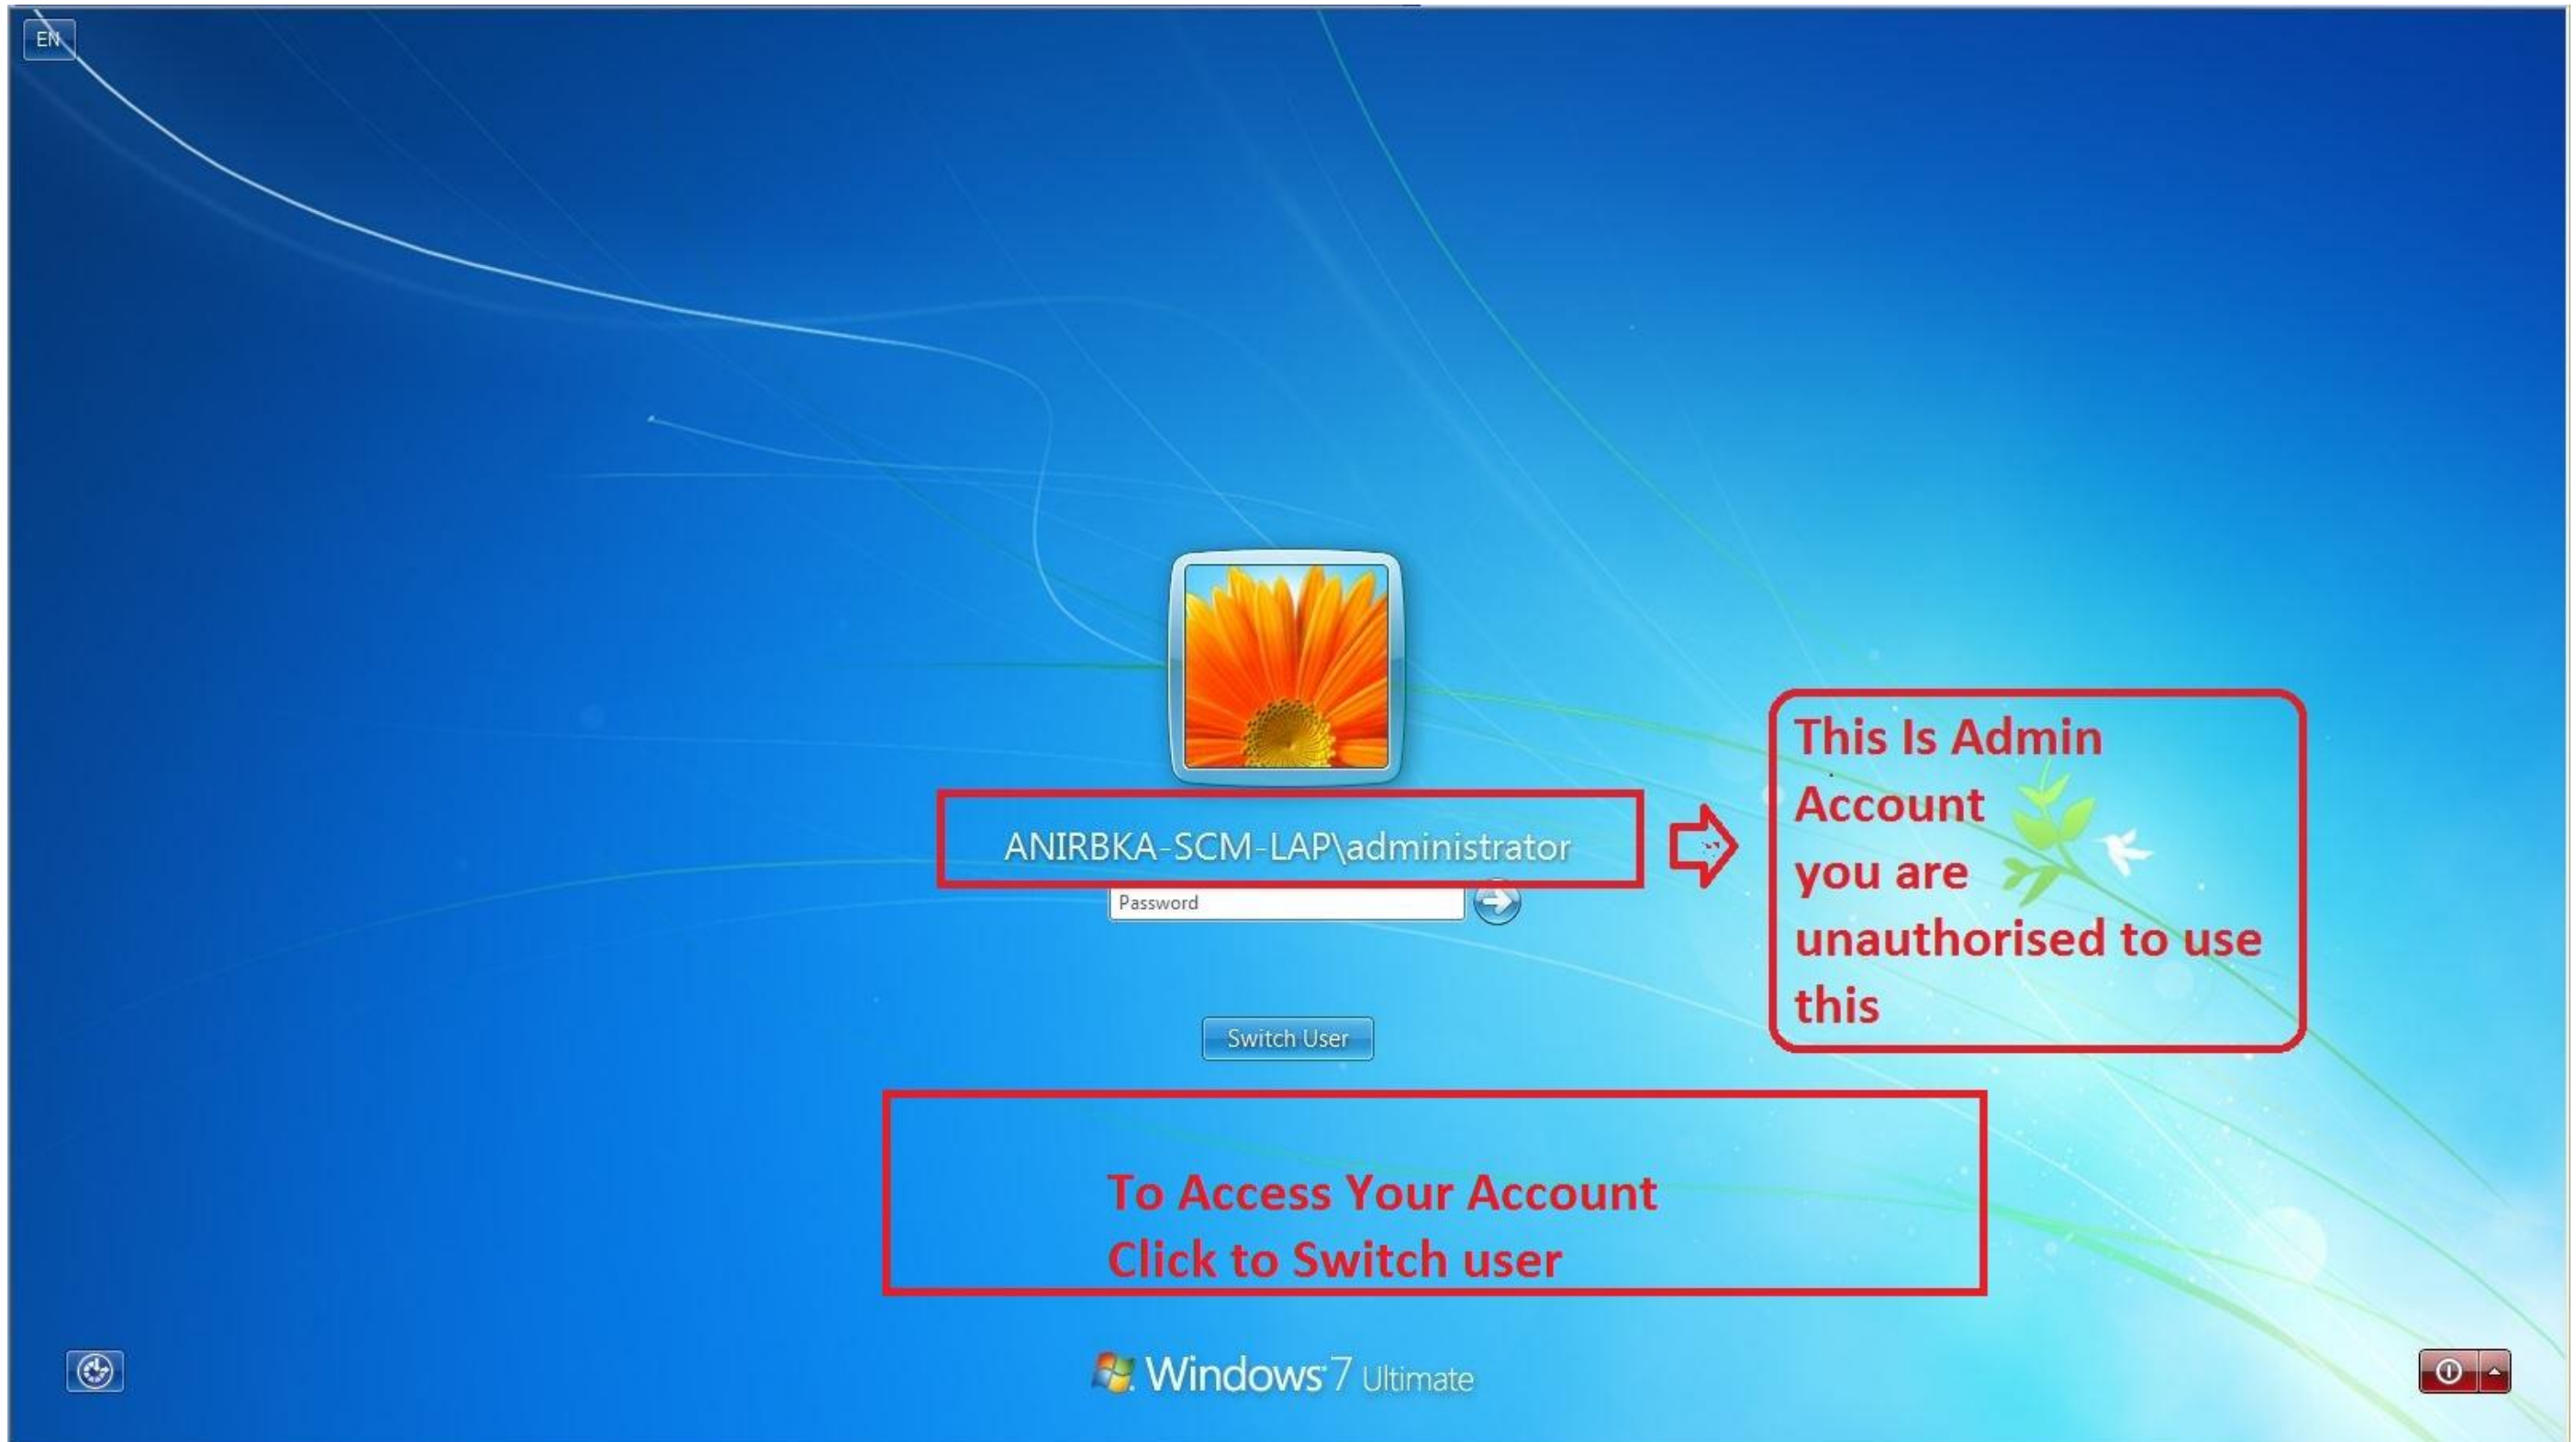 EN
ANIRBKA-SCM-LAP\administrator
Password
Switch User
This Is Admin
Account
you are
unauthorised to use
this
To Access Your Account
Click to Switch user
Windows 7 Ultimate